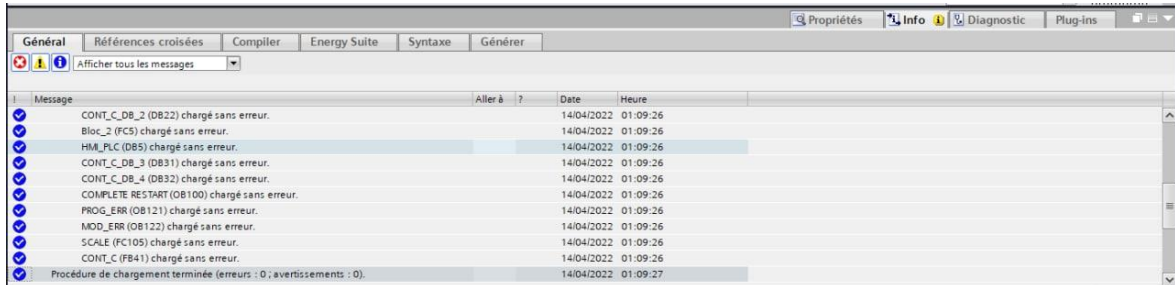 Propriétés Info Diagnostic Plug-ins
Général Références croisées Compiler Energy Suite Syntaxe Générer
Afficher tous les messages
! Message Aller à ? Date Heure
CONT_C_DB_2 (DB22) chargé sans erreur. 14/04/2022 01:09:26
Bloc_2 (FC5) chargé sans erreur. 14/04/2022 01:09:26
HMI_PLC (DB5) chargé sans erreur. 14/04/2022 01:09:26
CONT_C_DB_3 (DB31) chargé sans erreur. 14/04/2022 01:09:26
CONT_C_DB_4 (DB32) chargé sans erreur. 14/04/2022 01:09:26
COMPLETE RESTART (OB100) chargé sans erreur. 14/04/2022 01:09:26
PROG_ERR (OB121) chargé sans erreur. 14/04/2022 01:09:26
MOD_ERR (OB122) chargé sans erreur. 14/04/2022 01:09:26
SCALE (FC105) chargé sans erreur. 14/04/2022 01:09:26
CONT_C (FB41) chargé sans erreur. 14/04/2022 01:09:26
Procédure de chargement terminée (erreurs : 0 ; avertissements : 0). 14/04/2022 01:09:27